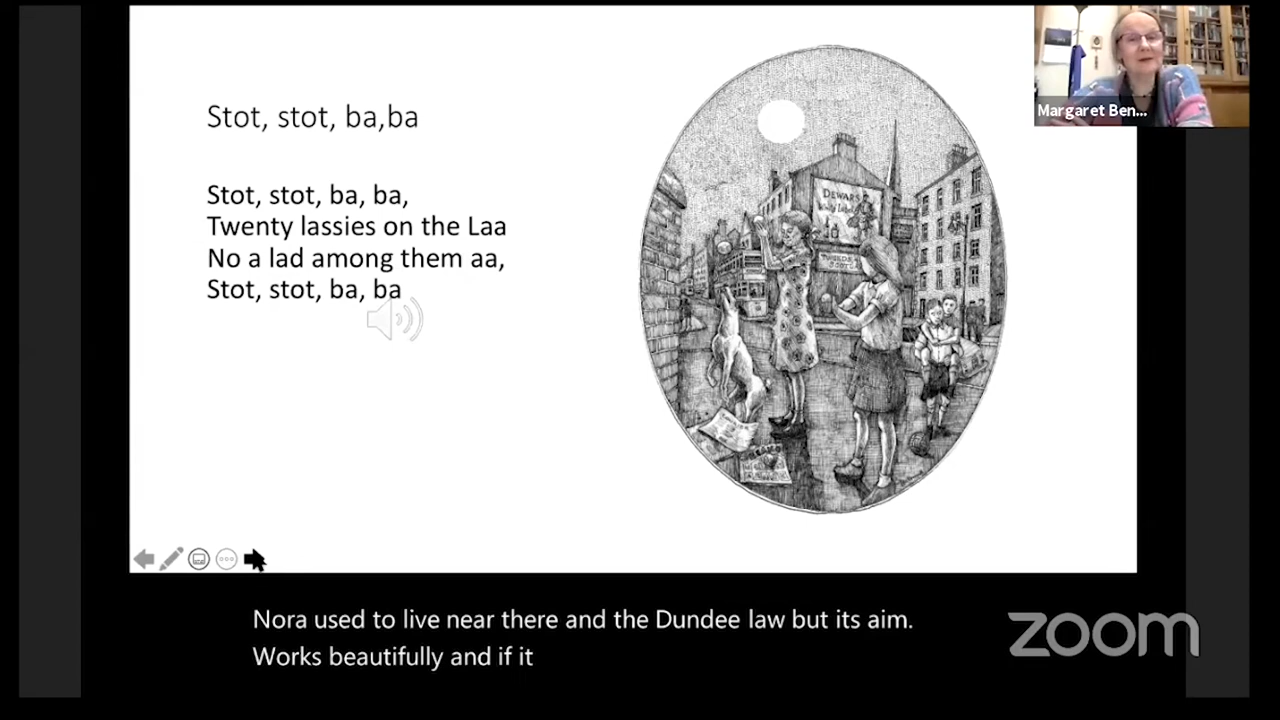 Stot, stot, ba,ba
Stot, stot, ba, ba,
Twenty lassies on the Laa
No a lad among them aa,
Stot, stot, ba, ba
DEWARS
Margaret Ben...
Nora used to live near there and the Dundee law but its aim.
Works beautifully and if it
zoom